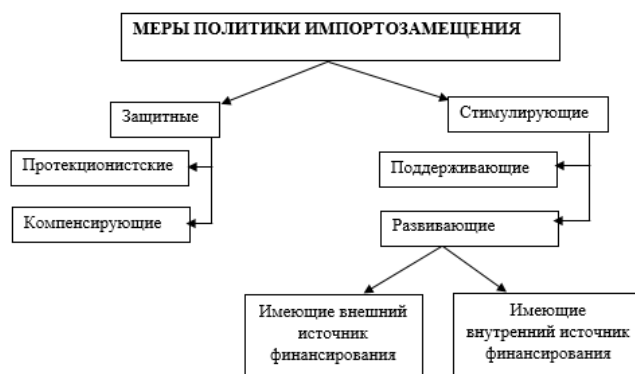 МЕРЫ ПОЛИТИКИ ИМПОРТОЗАМЕЩЕНИЯ
Защитные
Стимулирующие
Протекционистские
Поддерживающие
Компенсирующие
Развивающие
Имеющие внешний
источник
финансирования
Имеющие
внутренний источник
финансирования